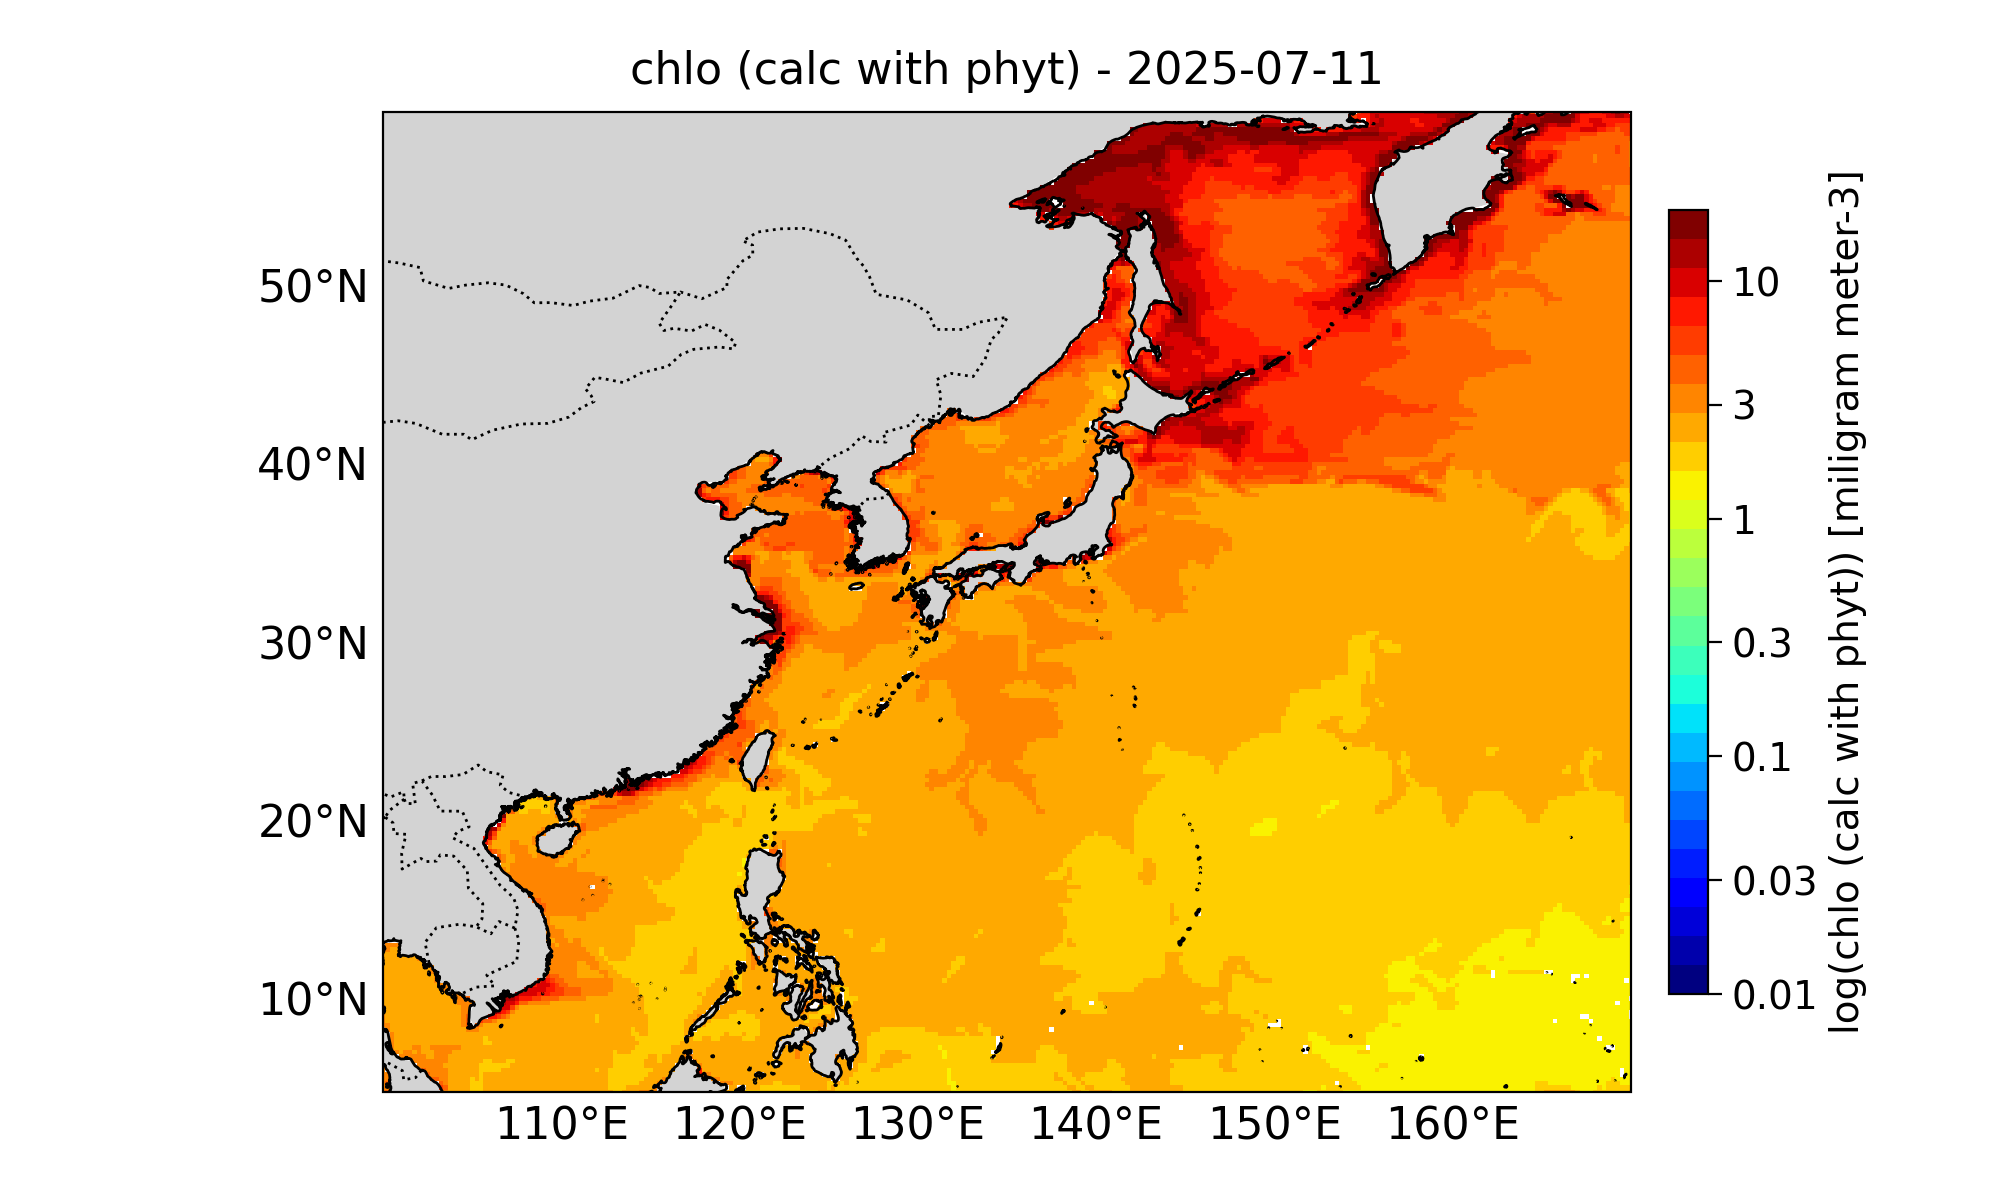 chlo (calc with phyt) - 2025-07-11
50°N
40°N
30°N
20°N
10°N
110°E
120°E
130°E
140°E
150°E
160°E
10
3
1
0.3
0.1
0.03
0.01
log(chlo (calc with phyt)) [miligram meter-3]